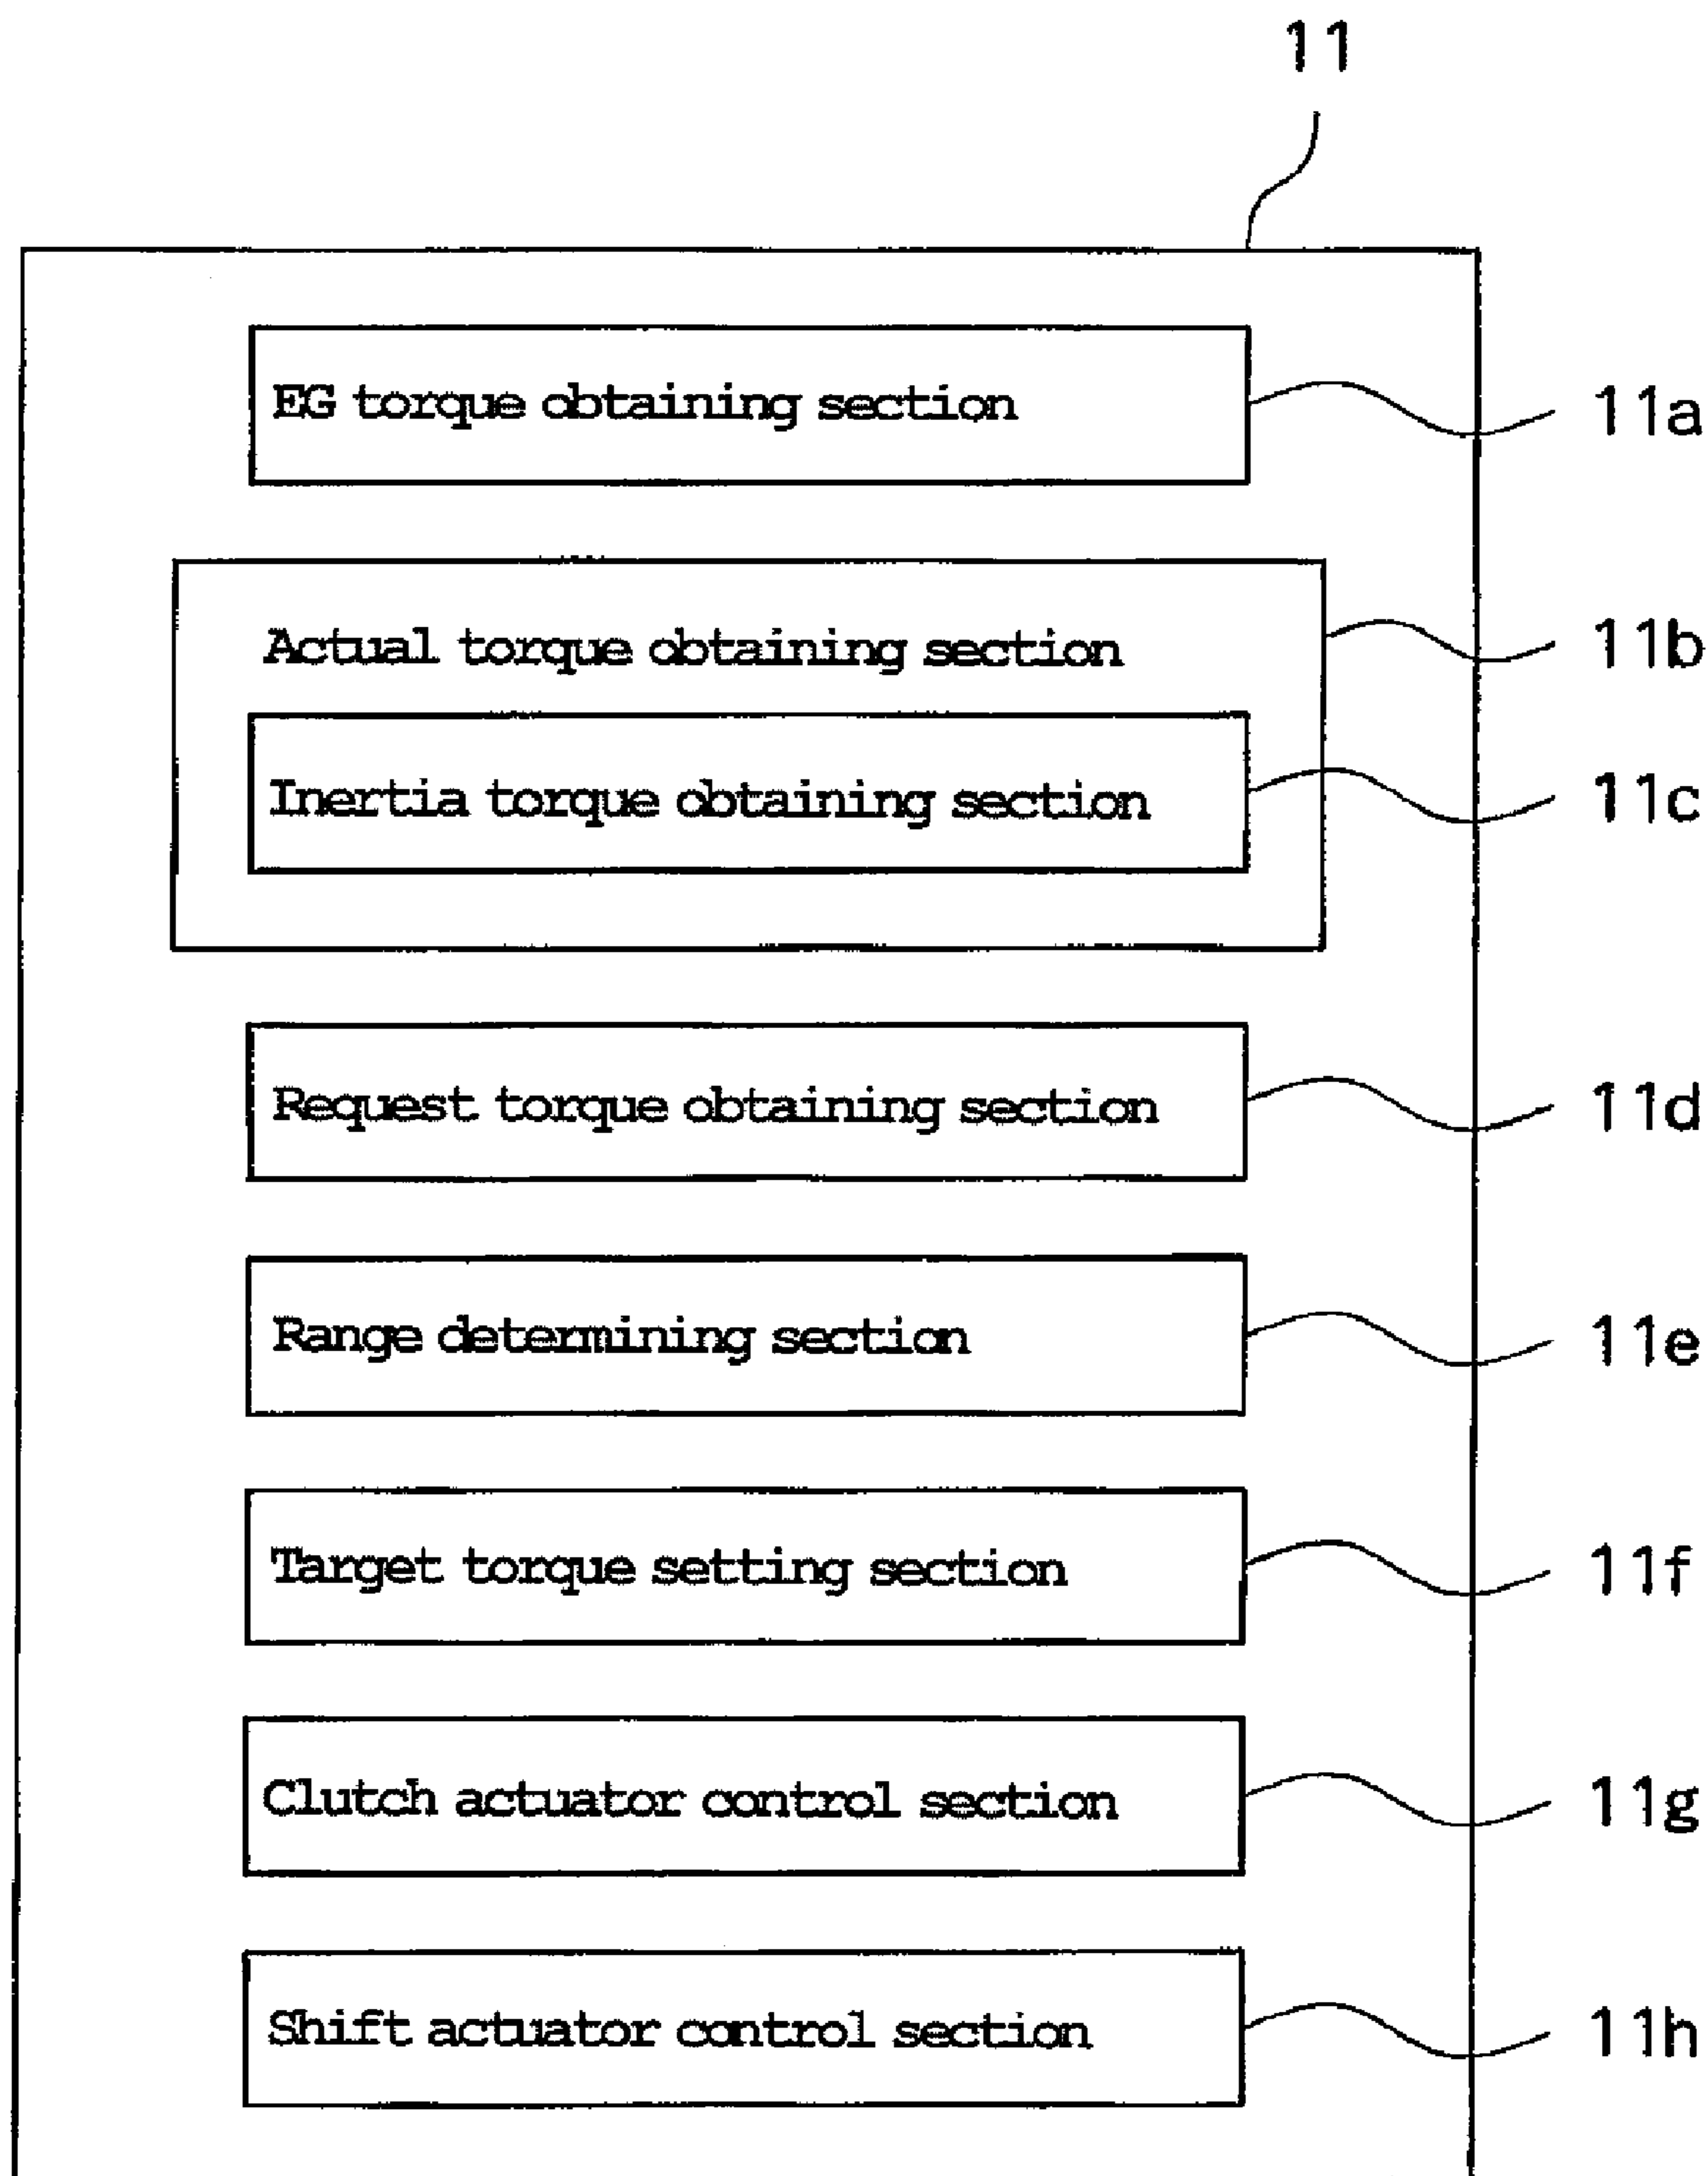 11
EG torque obtaining section
11a
Actual torque obtaining section
11b
Inertia torque obtaining section
11c
Request torque obtaining section
11d
Range determining section
11e
Target torque setting section
11f
Clutch actuator control section
11g
Shift actuator control section
11h